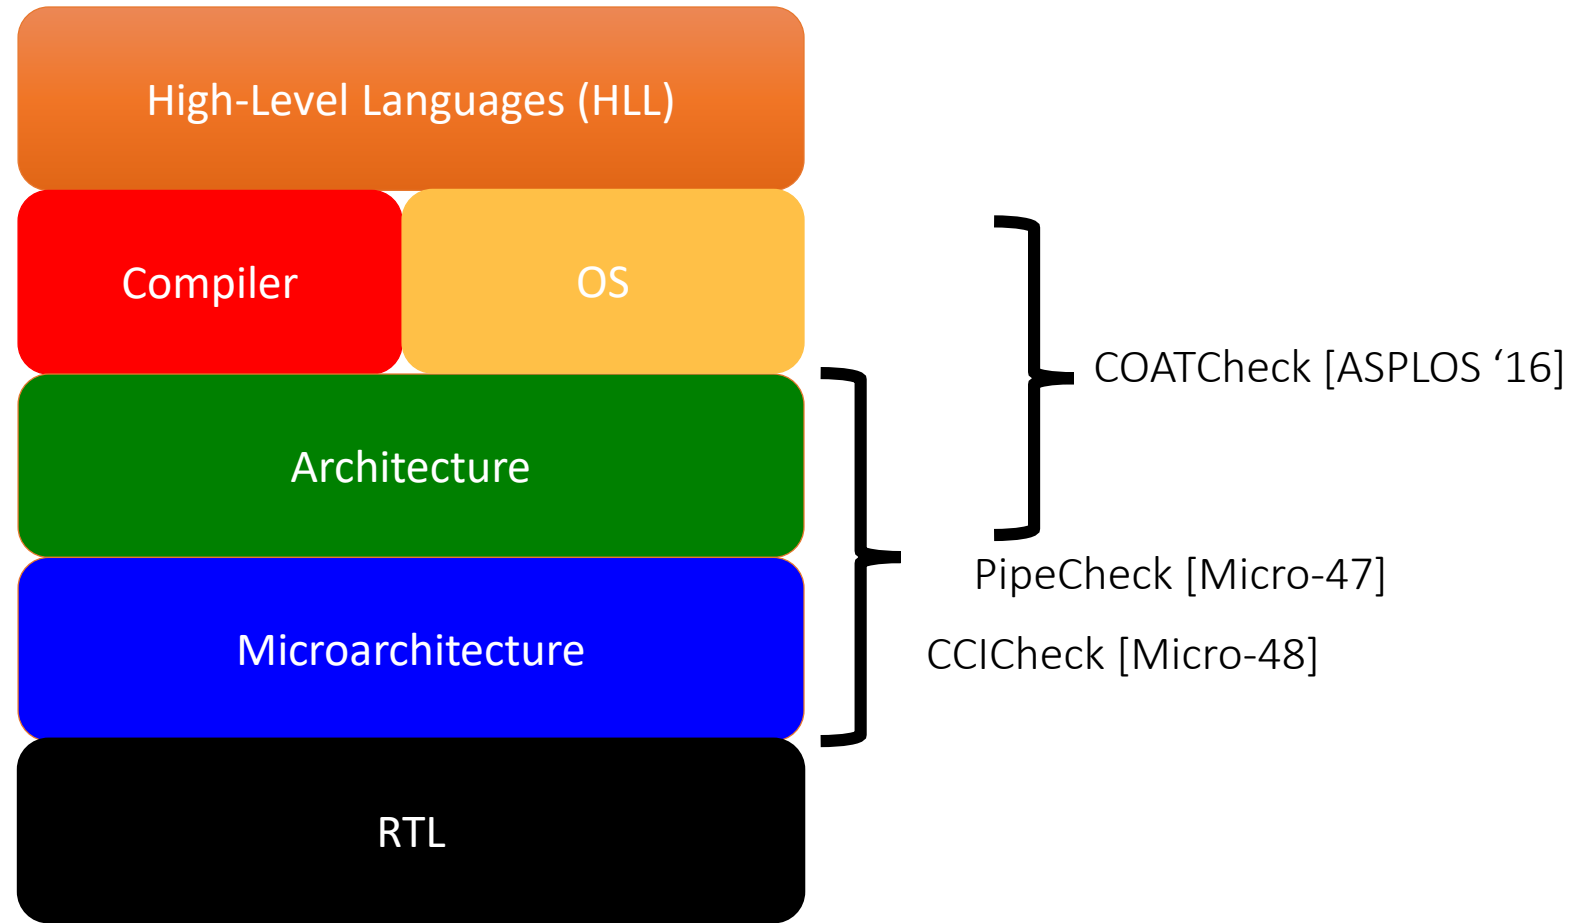 High-Level Languages (HLL)
Compiler
OS
COATCheck [ASPLOS ‘16]
Architecture
PipeCheck [Micro-47]
Microarchitecture
CCICheck [Micro-48]
RTL